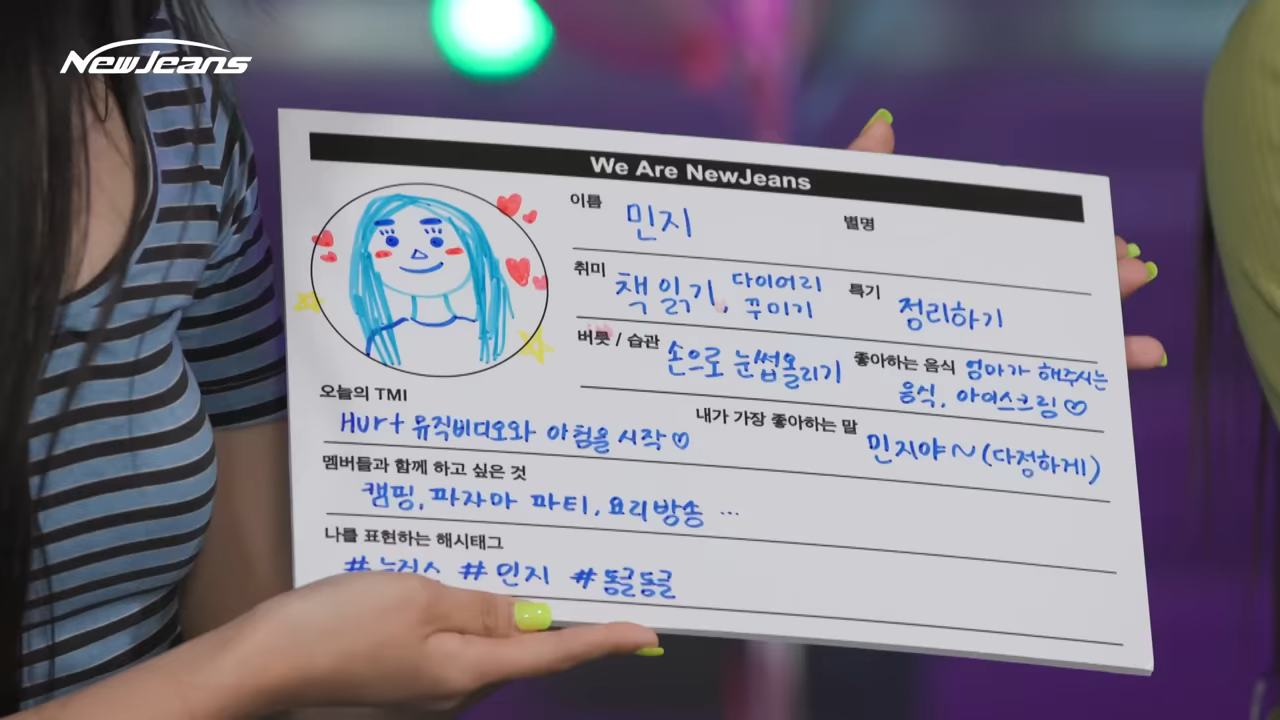 NewJeans
We Are NewJeans
이름 민지 별명
취미 책 읽기, 다이어리 꾸미기 특기 정리하기
버릇 / 습관 손으로 눈썹올리기 좋아하는 음식 엄마가 해주시는
음식, 아이스크림♡
오늘의 TMI
Hurt 뮤직비디오와 아침을 시작♡
내가 가장 좋아하는 말 민지야~(다정하게)
멤버들과 함께 하고 싶은 것
캠핑, 파자마 파티, 요리방송 ...
나를 표현하는 해시태그
#뉴진스 #민지 #동글동글